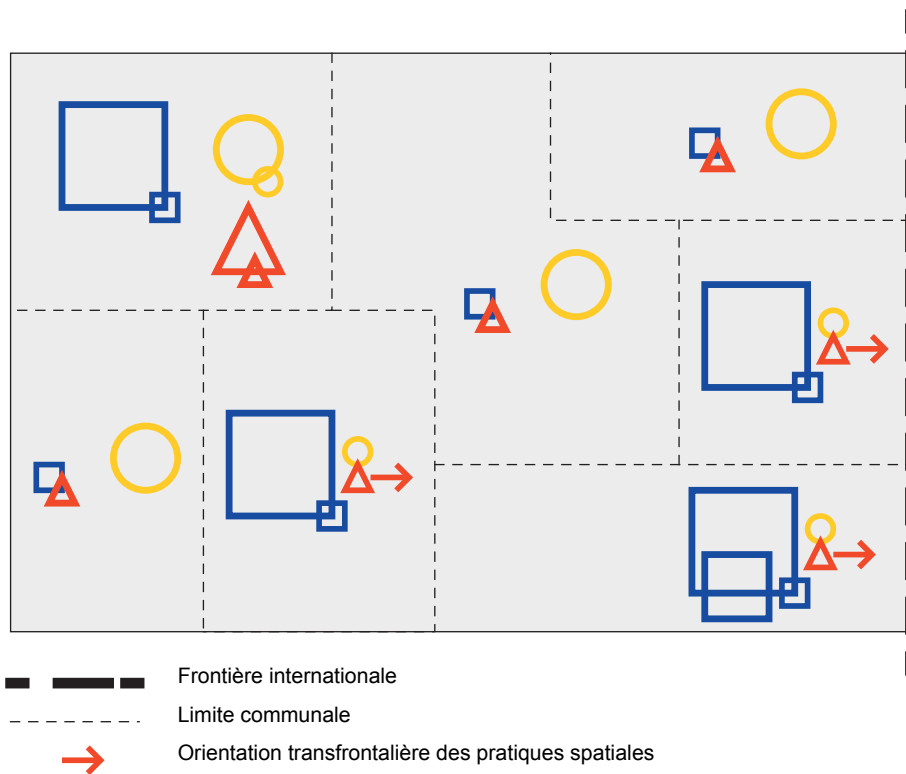 Frontière internationale
Limite communale
Orientation transfrontalière des pratiques spatiales